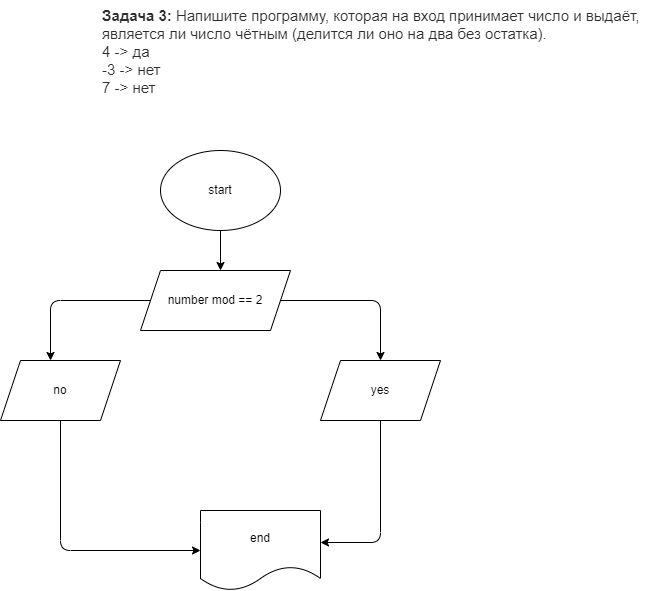 Задача 3: Напишите программу, которая на вход принимает число и выдаёт,
является ли число чётным (делится ли оно на два без остатка).
4 -> да
-3 -> нет
7 -> нет
start
number mod == 2
no
yes
end